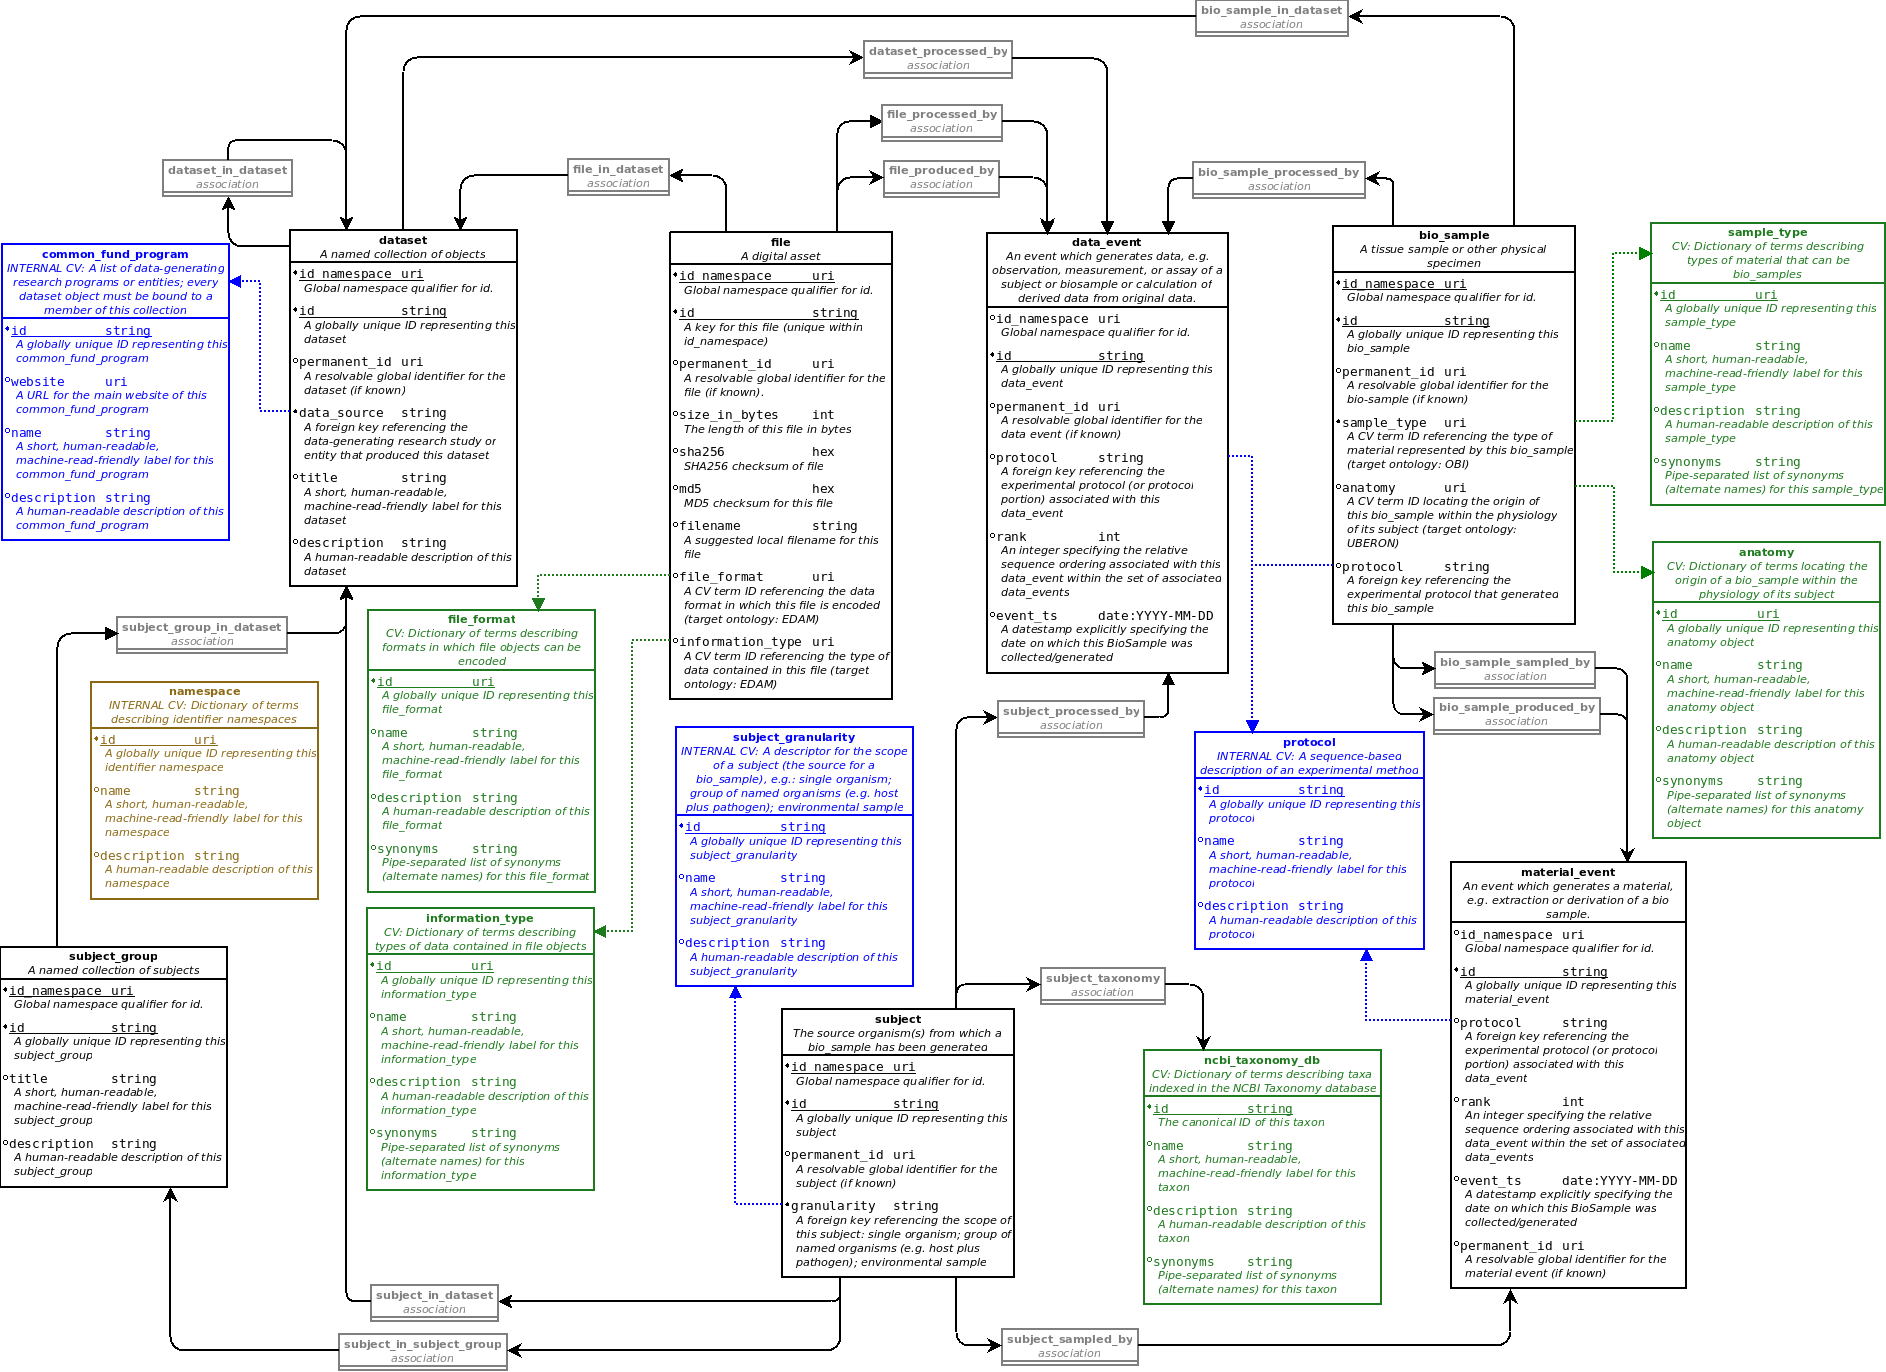 bio_sample_in_dataset
association
dataset_processed_by
association
file_processed_by
association
dataset_in_dataset
association
file_in_dataset
association
file_produced_by
association
bio_sample_processed_by
association
common_fund_program
INTERNAL CV: A list of data-generating
research programs or entities; every
dataset object must be bound to a
member of this collection
id string
A globally unique ID representing this
common_fund_program
website uri
A URL for the main website of this
common_fund_program
name string
A short, human-readable,
machine-read-friendly label for this
common_fund_program
description string
A human-readable description of this
common_fund_program
dataset
A named collection of objects
id_namespace uri
Global namespace qualifier for id.
id string
A globally unique ID representing this
dataset
permanent_id uri
A resolvable global identifier for the
dataset (if known)
data_source string
A foreign key referencing the
data-generating research study or
entity that produced this dataset
title string
A short, human-readable,
machine-read-friendly label for this
dataset
description string
A human-readable description of this
dataset
file
A digital asset
id_namespace uri
Global namespace qualifier for id.
id string
A key for this file (unique within
id_namespace)
permanent_id uri
A resolvable global identifier for the
file (if known).
size_in_bytes int
The length of this file in bytes
sha256 hex
SHA256 checksum of file
md5 hex
MD5 checksum for this file
filename string
A suggested local filename for this
file
file_format uri
A CV term ID referencing the data
format in which this file is encoded
(target ontology: EDAM)
information_type uri
A CV term ID referencing the type of
data contained in this file (target
ontology: EDAM)
data_event
An event which generates data, e.g.
observation, measurement, or assay of a
subject or biosample or calculation of
derived data from original data.
id_namespace uri
Global namespace qualifier for id.
id string
A globally unique ID representing this
data_event
permanent_id uri
A resolvable global identifier for the
data event (if known)
protocol string
A foreign key referencing the
experimental protocol (or protocol
portion) associated with this
data_event
rank int
An integer specifying the relative
sequence ordering associated with this
data_event within the set of associated
data_events
event_ts date:YYYY-MM-DD
A datestamp explicitly specifying the
date on which this BioSample was
collected/generated
bio_sample
A tissue sample or other physical
specimen
id_namespace uri
Global namespace qualifier for id.
id string
A globally unique ID representing this
bio_sample
permanent_id uri
A resolvable global identifier for the
bio-sample (if known)
sample_type uri
A CV term ID referencing the type of
material represented by this bio_sample
(target ontology: OBI)
anatomy uri
A CV term ID locating the origin of
this bio_sample within the physiology
of its subject (target ontology:
UBERON)
protocol string
A foreign key referencing the
experimental protocol that generated
this bio_sample
sample_type
CV: Dictionary of terms describing
types of material that can be
bio_samples
id uri
A globally unique ID representing this
sample_type
name string
A short, human-readable,
machine-read-friendly label for this
sample_type
description string
A human-readable description of this
sample_type
synonyms string
Pipe-separated list of synonyms
(alternate names) for this sample_type
anatomy
CV: Dictionary of terms locating the
origin of a bio_sample within the
physiology of its subject
id uri
A globally unique ID representing this
anatomy object
name string
A short, human-readable,
machine-read-friendly label for this
anatomy object
description string
A human-readable description of this
anatomy object
synonyms string
Pipe-separated list of synonyms
(alternate names) for this anatomy
object
subject_group_in_dataset
association
file_format
CV: Dictionary of terms describing
formats in which file objects can be
encoded
id uri
A globally unique ID representing this
file_format
name string
A short, human-readable,
machine-read-friendly label for this
file_format
description string
A human-readable description of this
file_format
synonyms string
Pipe-separated list of synonyms
(alternate names) for this file_format
bio_sample_sampled_by
association
bio_sample_produced_by
association
subject_processed_by
association
namespace
INTERNAL CV: Dictionary of terms
describing identifier namespaces
id uri
A globally unique ID representing this
identifier namespace
name string
A short, human-readable,
machine-read-friendly label for this
namespace
description string
A human-readable description of this
namespace
subject_granularity
INTERNAL CV: A descriptor for the scope
of a subject (the source for a
bio_sample), e.g.: single organism;
group of named organisms (e.g. host
plus pathogen); environmental sample
id string
A globally unique ID representing this
subject_granularity
name string
A short, human-readable,
machine-read-friendly label for this
subject_granularity
description string
A human-readable description of this
subject_granularity
protocol
INTERNAL CV: A sequence-based
description of an experimental method
id string
A globally unique ID representing this
protocol
name string
A short, human-readable,
machine-read-friendly label for this
protocol
description string
A human-readable description of this
protocol
material_event
An event which generates a material,
e.g. extraction or derivation of a bio
sample.
id_namespace uri
Global namespace qualifier for id.
id string
A globally unique ID representing this
material_event
protocol string
A foreign key referencing the
experimental protocol (or protocol
portion) associated with this
data_event
rank int
An integer specifying the relative
sequence ordering associated with this
data_event within the set of associated
data_events
event_ts date:YYYY-MM-DD
A datestamp explicitly specifying the
date on which this BioSample was
collected/generated
permanent_id uri
A resolvable global identifier for the
material event (if known)
information_type
CV: Dictionary of terms describing
types of data contained in file objects
id uri
A globally unique ID representing this
information_type
name string
A short, human-readable,
machine-read-friendly label for this
information_type
description string
A human-readable description of this
information_type
synonyms string
Pipe-separated list of synonyms
(alternate names) for this
information_type
subject_group
A named collection of subjects
id_namespace uri
Global namespace qualifier for id.
id string
A globally unique ID representing this
subject_group
title string
A short, human-readable,
machine-read-friendly label for this
subject_group
description string
A human-readable description of this
subject_group
subject_taxonomy
association
subject
The source organism(s) from which a
bio_sample has been generated
id_namespace uri
Global namespace qualifier for id.
id string
A globally unique ID representing this
subject
permanent_id uri
A resolvable global identifier for the
subject (if known)
granularity string
A foreign key referencing the scope of
this subject: single organism; group of
named organisms (e.g. host plus
pathogen); environmental sample
ncbi_taxonomy_db
CV: Dictionary of terms describing taxa
indexed in the NCBI Taxonomy database
id string
The canonical ID of this taxon
name string
A short, human-readable,
machine-read-friendly label for this
taxon
description string
A human-readable description of this
taxon
synonyms string
Pipe-separated list of synonyms
(alternate names) for this taxon
subject_in_dataset
association
subject_in_subject_group
association
subject_sampled_by
association